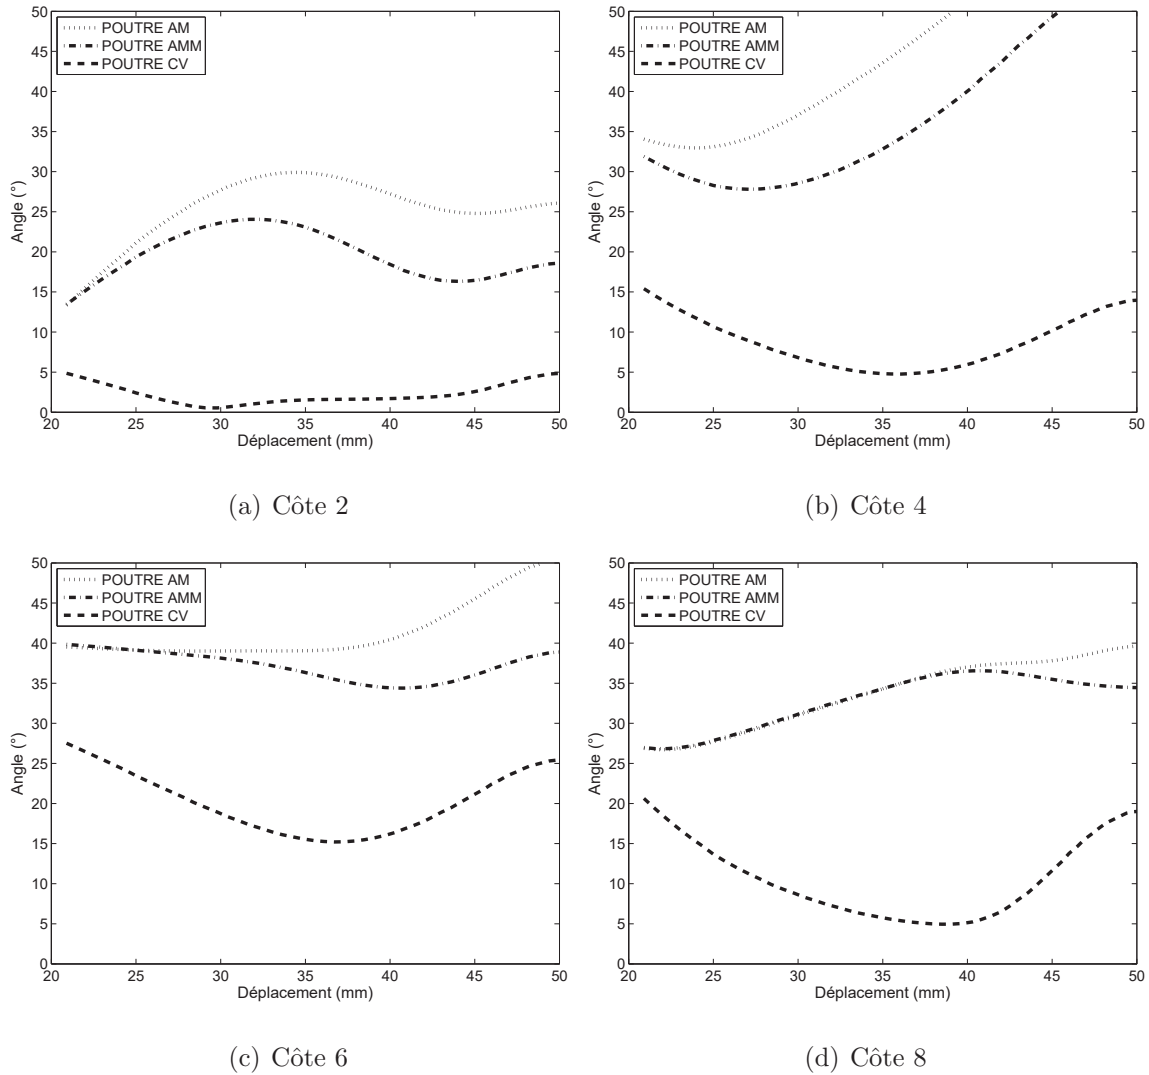 50
45
40
35
30
25
20
15
10
5
0
Angle (°)
POUTRE AM
POUTRE AMM
POUTRE CV
20 25 30 35 40 45 50
Déplacement (mm)
(a) Côte 2
50
45
40
35
30
25
20
15
10
5
0
Angle (°)
POUTRE AM
POUTRE AMM
POUTRE CV
20 25 30 35 40 45 50
Déplacement (mm)
(b) Côte 4
50
45
40
35
30
25
20
15
10
5
0
Angle (°)
POUTRE AM
POUTRE AMM
POUTRE CV
20 25 30 35 40 45 50
Déplacement (mm)
(c) Côte 6
50
45
40
35
30
25
20
15
10
5
0
Angle (°)
POUTRE AM
POUTRE AMM
POUTRE CV
20 25 30 35 40 45 50
Déplacement (mm)
(d) Côte 8